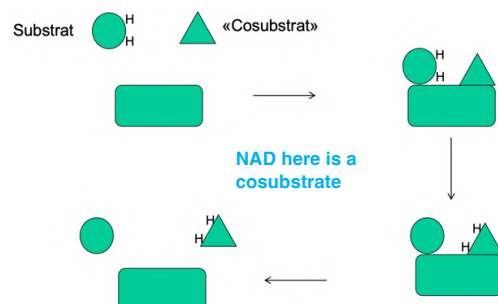 Substrat
H
H
«Cosubstrat»
H
H
NAD here is a
cosubstrate
H
H
H
H